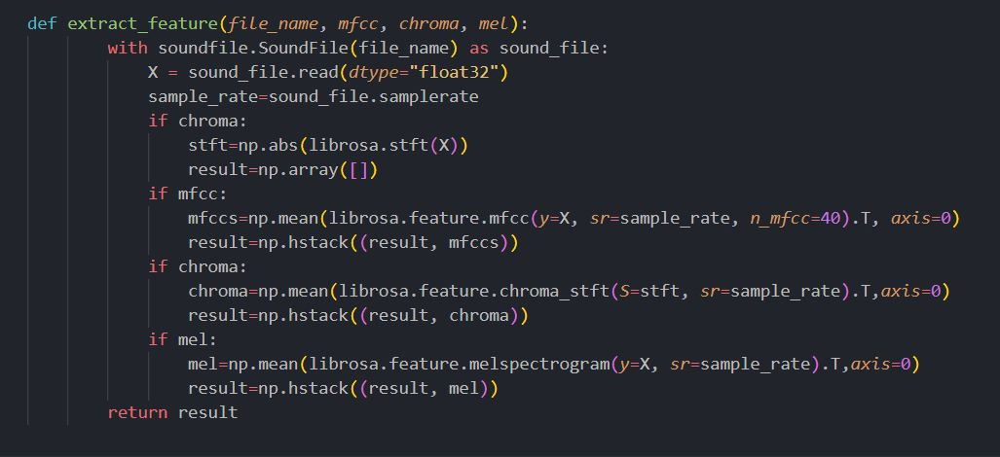 def extract_feature(file_name, mfcc, chroma, mel):
        with soundfile.SoundFile(file_name) as sound_file:
            X = sound_file.read(dtype="float32")
            sample_rate=sound_file.samplerate
            if chroma:
                stft=np.abs(librosa.stft(X))
                result=np.array([])
            if mfcc:
                mfccs=np.mean(librosa.feature.mfcc(y=X, sr=sample_rate, n_mfcc=40).T, axis=0)
                result=np.hstack((result, mfccs))
            if chroma:
                chroma=np.mean(librosa.feature.chroma_stft(S=stft, sr=sample_rate).T,axis=0)
                result=np.hstack((result, chroma))
            if mel:
                mel=np.mean(librosa.feature.melspectrogram(y=X, sr=sample_rate).T,axis=0)
                result=np.hstack((result, mel))
        return result